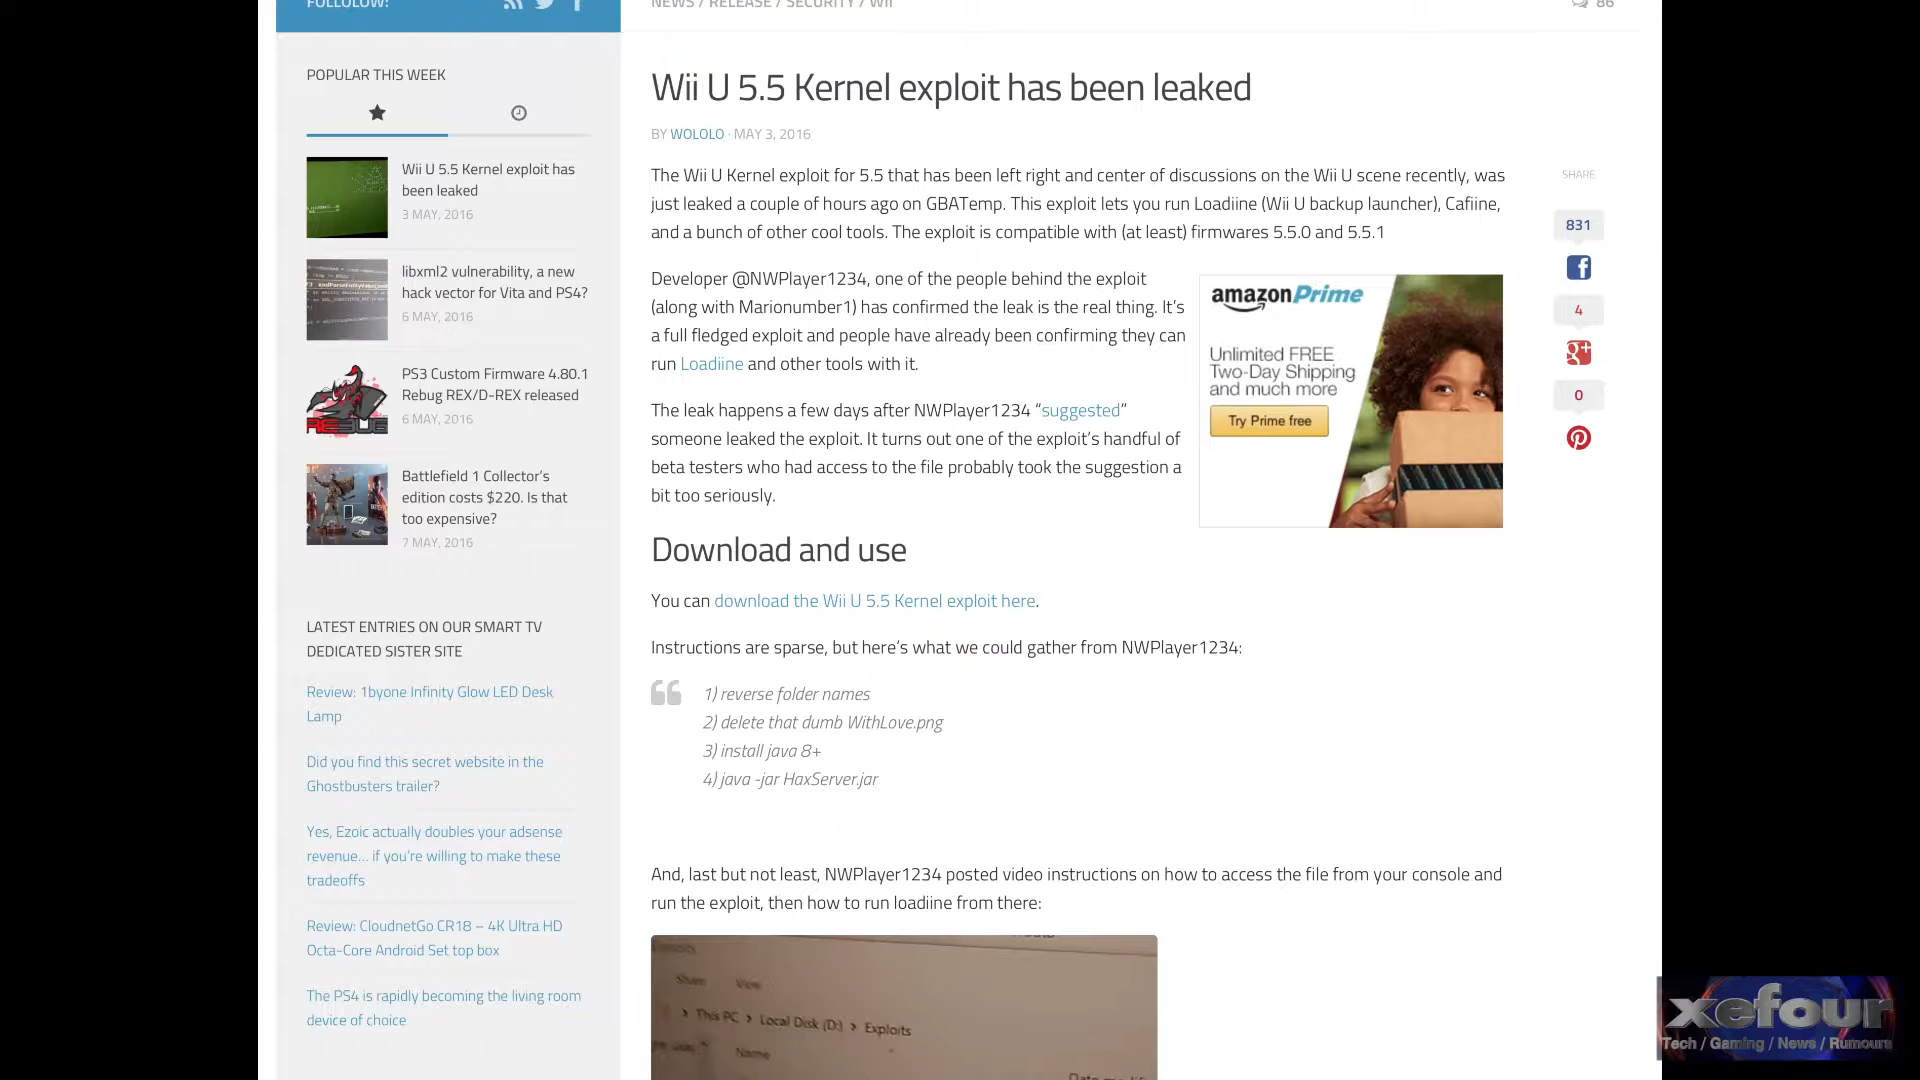 FOLLOLOW:
NEWS / RELEASE / SECURITY / WII
86
POPULAR THIS WEEK
Wii U 5.5 Kernel exploit has
been leaked
3 MAY, 2016
libxml2 vulnerability, a new
hack vector for Vita and PS4?
6 MAY, 2016
PS3 Custom Firmware 4.80.1
Rebug REX/D-REX released
6 MAY, 2016
Battlefield 1 Collector's
edition costs $220. Is that
too expensive?
7 MAY, 2016
LATEST ENTRIES ON OUR SMART TV
DEDICATED SISTER SITE
Review: 1byone Infinity Glow LED Desk
Lamp
Did you find this secret website in the
Ghostbusters trailer?
Yes, Ezoic actually doubles your adsense
revenue... if you're willing to make these
tradeoffs
Review: CloudnetGo CR18 – 4K Ultra HD
Octa-Core Android Set top box
The PS4 is rapidly becoming the living room
device of choice
Wii U 5.5 Kernel exploit has been leaked
BY WOLOLO · MAY 3, 2016
The Wii U Kernel exploit for 5.5 that has been left right and center of discussions on the Wii U scene recently, was
just leaked a couple of hours ago on GBATemp. This exploit lets you run Loadiine (Wii U backup launcher), Cafiine,
and a bunch of other cool tools. The exploit is compatible with (at least) firmwares 5.5.0 and 5.5.1
Developer @NWPlayer1234, one of the people behind the exploit
(along with Marionumber1) has confirmed the leak is the real thing. It's
a full fledged exploit and people have already been confirming they can
run Loadiine and other tools with it.
The leak happens a few days after NWPlayer1234 "suggested"
someone leaked the exploit. It turns out one of the exploit's handful of
beta testers who had access to the file probably took the suggestion a
bit too seriously.
amazonPrime
Unlimited FREE
Two-Day Shipping
and much more
Try Prime free
Download and use
You can download the Wii U 5.5 Kernel exploit here.
Instructions are sparse, but here's what we could gather from NWPlayer1234:
1) reverse folder names
2) delete that dumb WithLove.png
3) install java 8+
4) java -jar HaxServer.jar
And, last but not least, NWPlayer1234 posted video instructions on how to access the file from your console and
run the exploit, then how to run loadiine from there:
Share View
> This PC > Local Disk (D:) > Exploits
Name
SHARE
831
4
g+
0
xefour
Tech / Gaming / News / Rumours